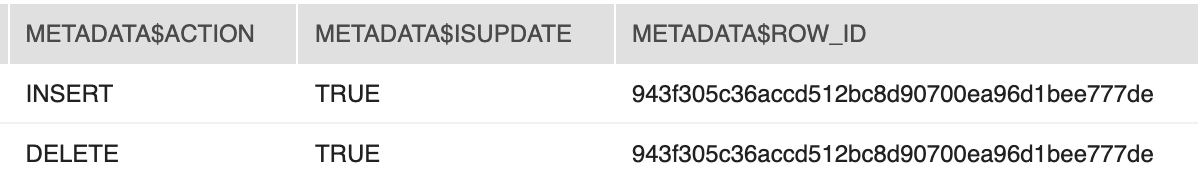 METADATA$ACTION METADATA$ISUPDATE METADATA$ROW_ID
INSERT TRUE 943f305c36accd512bc8d90700ea96d1bee777de
DELETE TRUE 943f305c36accd512bc8d90700ea96d1bee777de